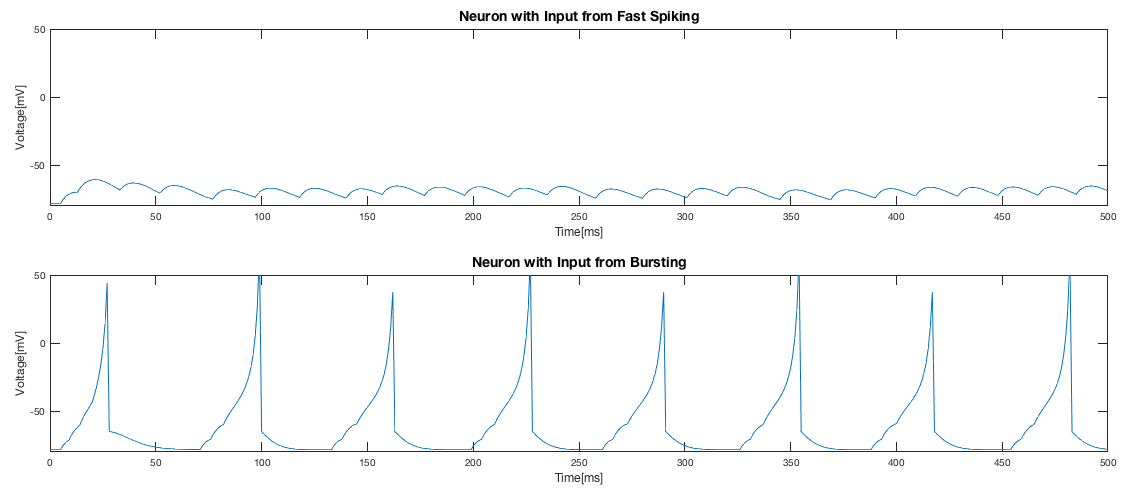 Neuron with Input from Fast Spiking
50
0
-50
Voltage[mV]
0 50 100 150 200 250 300 350 400 450 500
Time[ms]
Neuron with Input from Bursting
50
0
-50
Voltage[mV]
0 50 100 150 200 250 300 350 400 450 500
Time[ms]